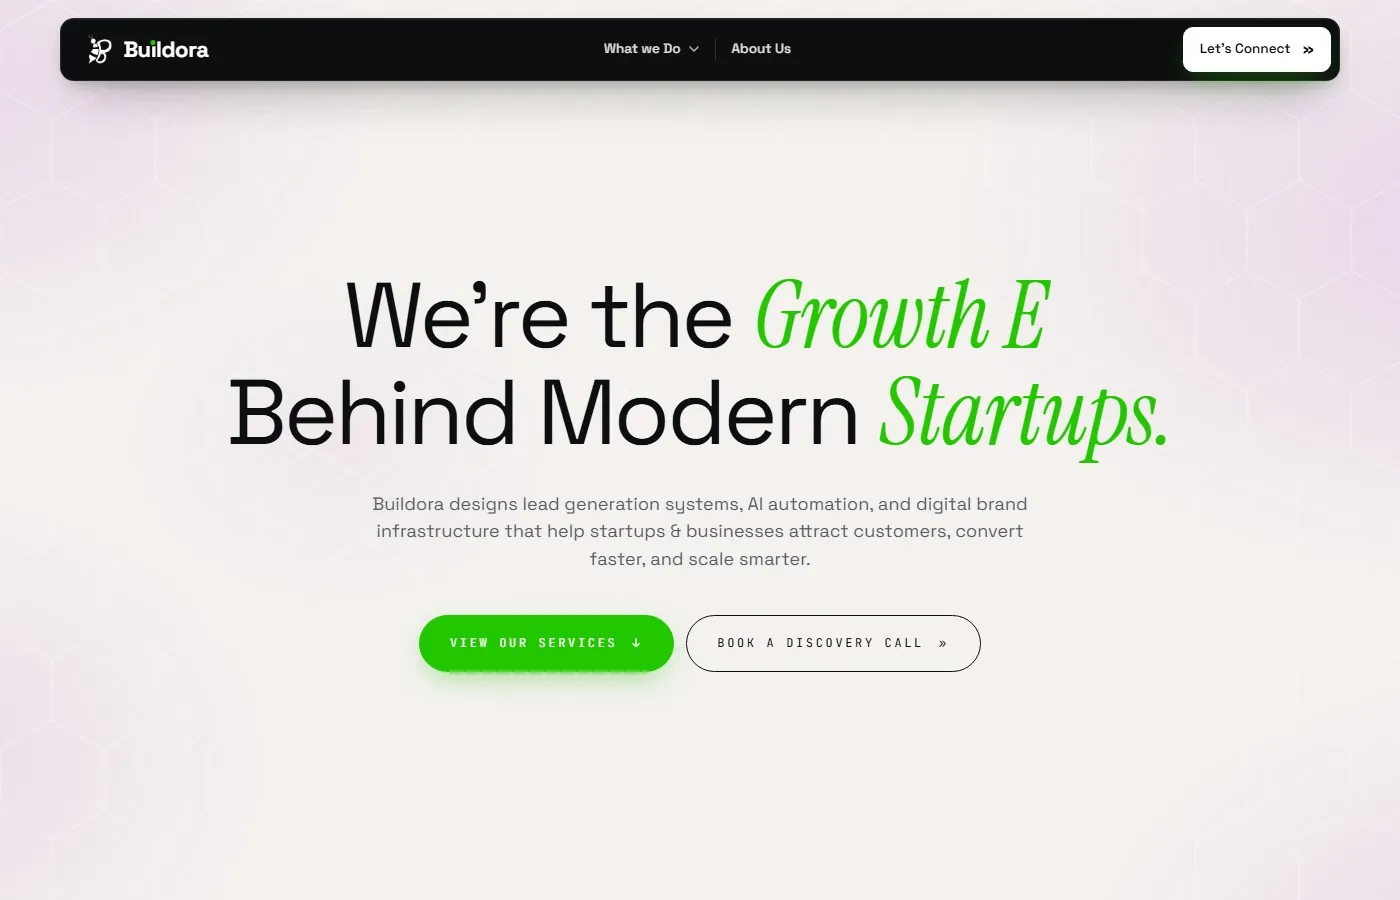 Buildora
What we Do
About Us
Let's Connect »
We're the Growth E
Behind Modern Startups.
Buildora designs lead generation systems, AI automation, and digital brand
infrastructure that help startups & businesses attract customers, convert
faster, and scale smarter.
VIEW OUR SERVICES ↓
BOOK A DISCOVERY CALL »